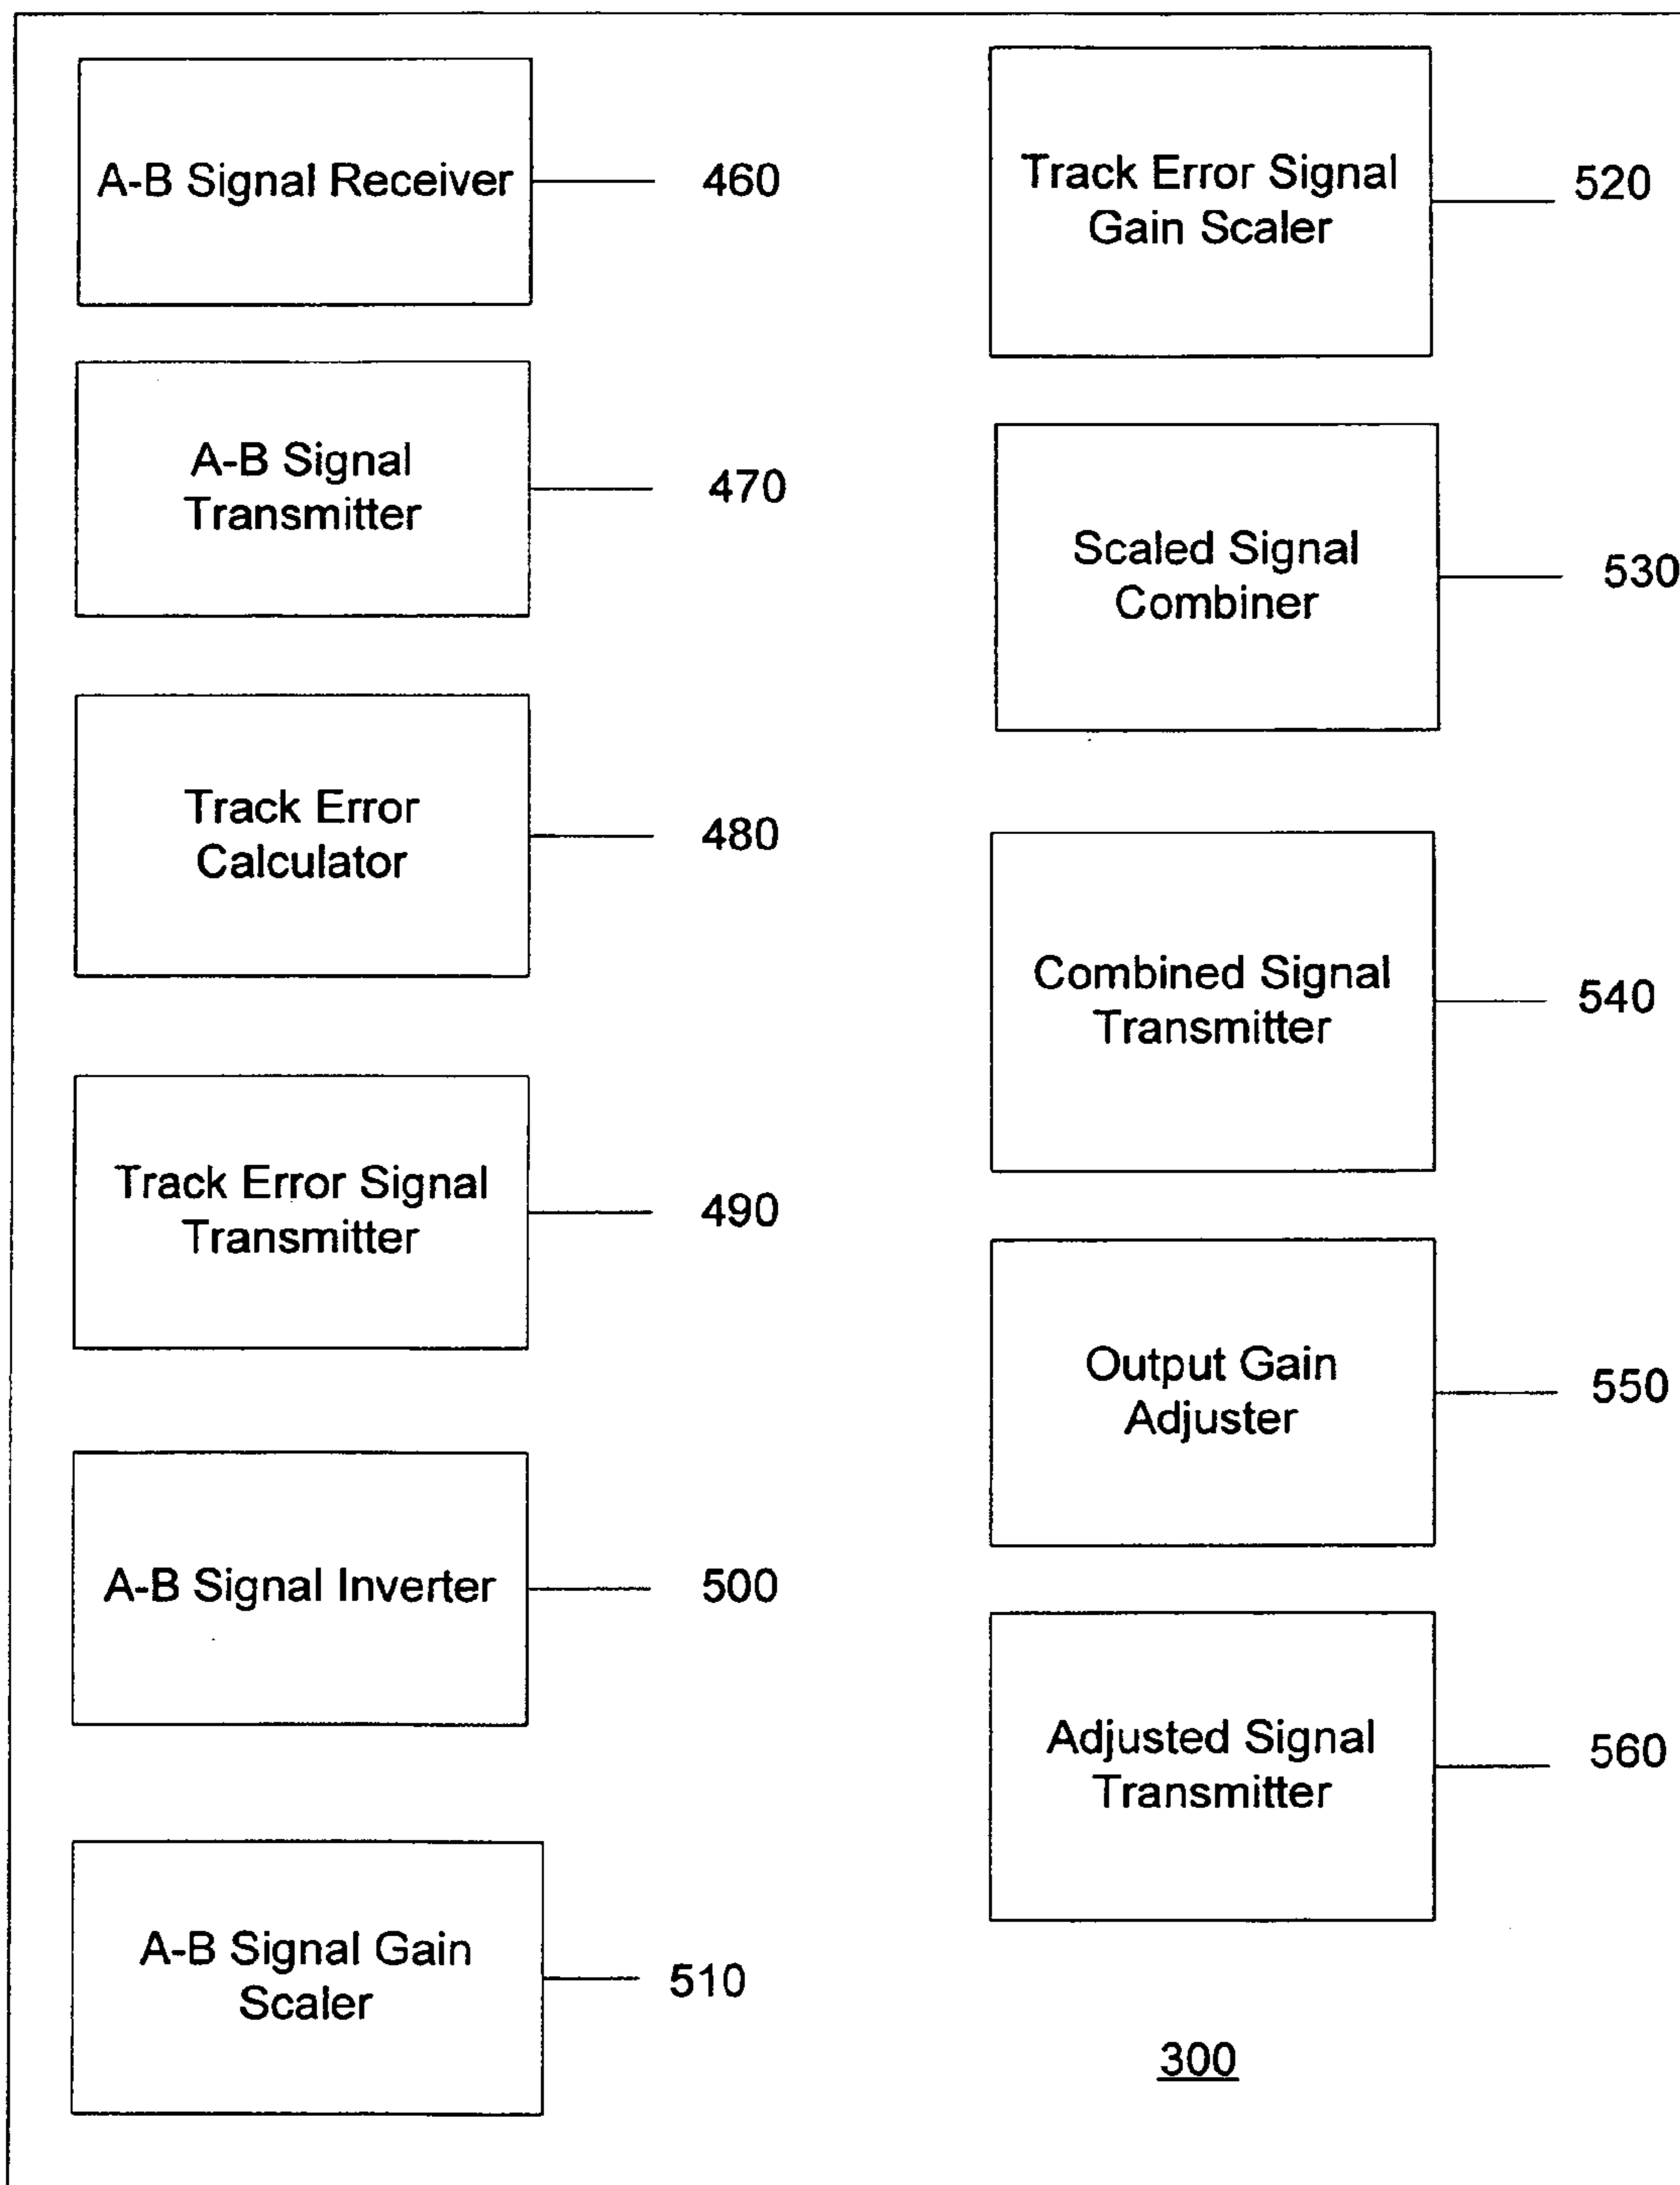 A-B Signal Receiver
460
A-B Signal
Transmitter
470
Track Error
Calculator
480
Track Error Signal
Transmitter
490
A-B Signal Inverter
500
A-B Signal Gain
Scaler
510
Track Error Signal
Gain Scaler
520
Scaled Signal
Combiner
530
Combined Signal
Transmitter
540
Output Gain
Adjuster
550
Adjusted Signal
Transmitter
560
300